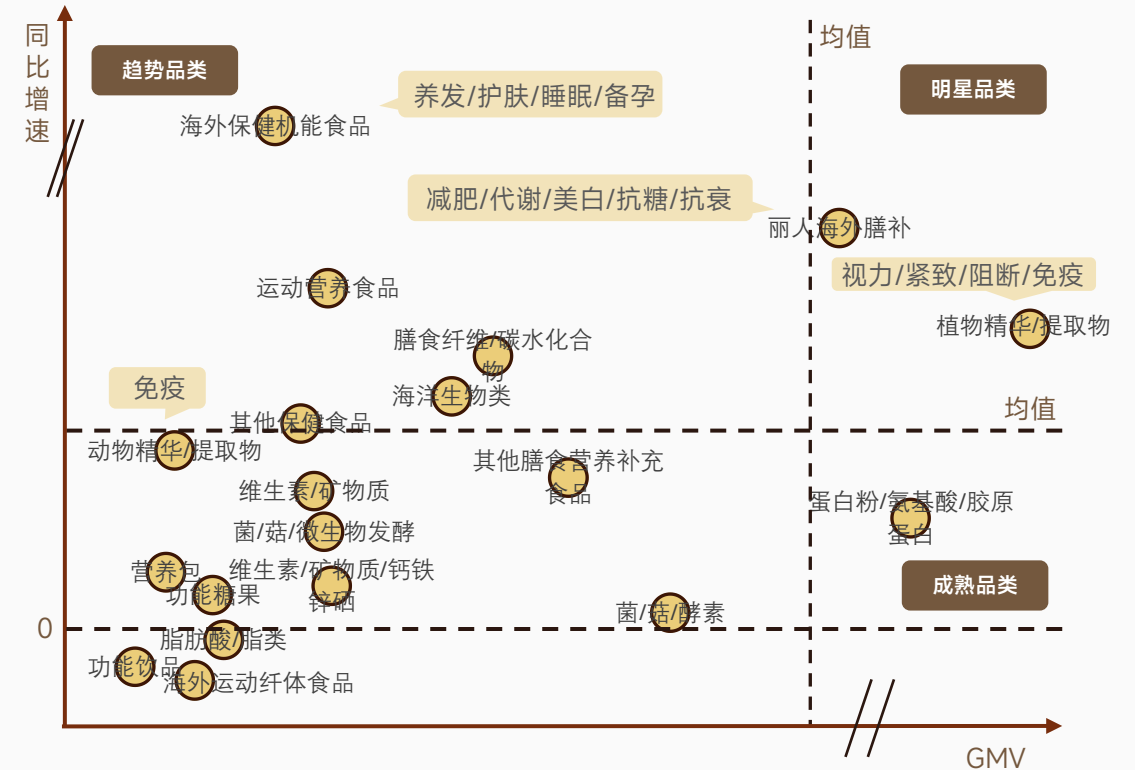 同比增速
均值
趋势品类
明星品类
养发/护肤/睡眠/备孕
海外保健机能食品
减肥/代谢/美白/抗糖/抗衰
丽人海外膳补
视力/紧致/阻断/免疫
运动营养食品
植物精华/提取物
膳食纤维/碳水化合
物
海洋生物类
免疫
均值
其他保健食品
动物精华/提取物
其他膳食营养补充
食品
维生素/矿物质
蛋白粉/氨基酸/胶原
蛋白
菌/菇/微生物发酵
营养包
维生素/矿物质/钙铁
锌硒
功能糖果
成熟品类
菌/菇/酵素
0
脂肪酸/脂类
功能饮品
海外运动纤体食品
GMV